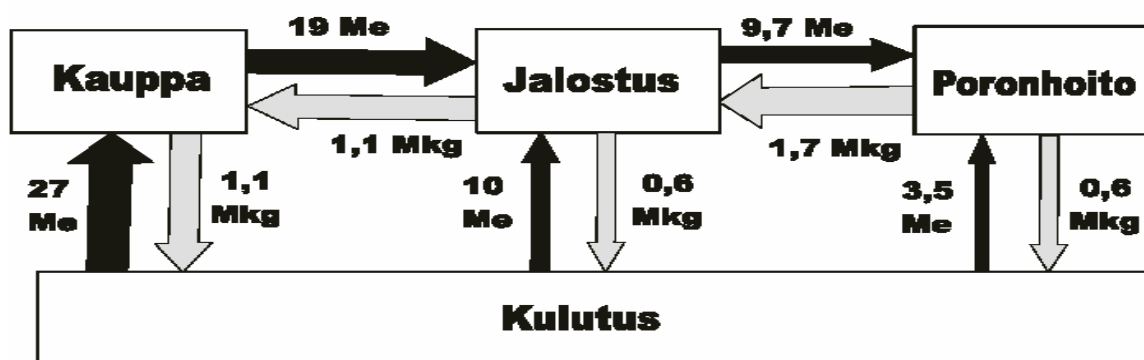 19 Me
9,7 Me
Kauppa
Jalostus
Poronhoito
1,1 Mkg
1,7 Mkg
27
Me
1,1
Mkg
10
Me
0,6
Mkg
3,5
Me
0,6
Mkg
Kulutus